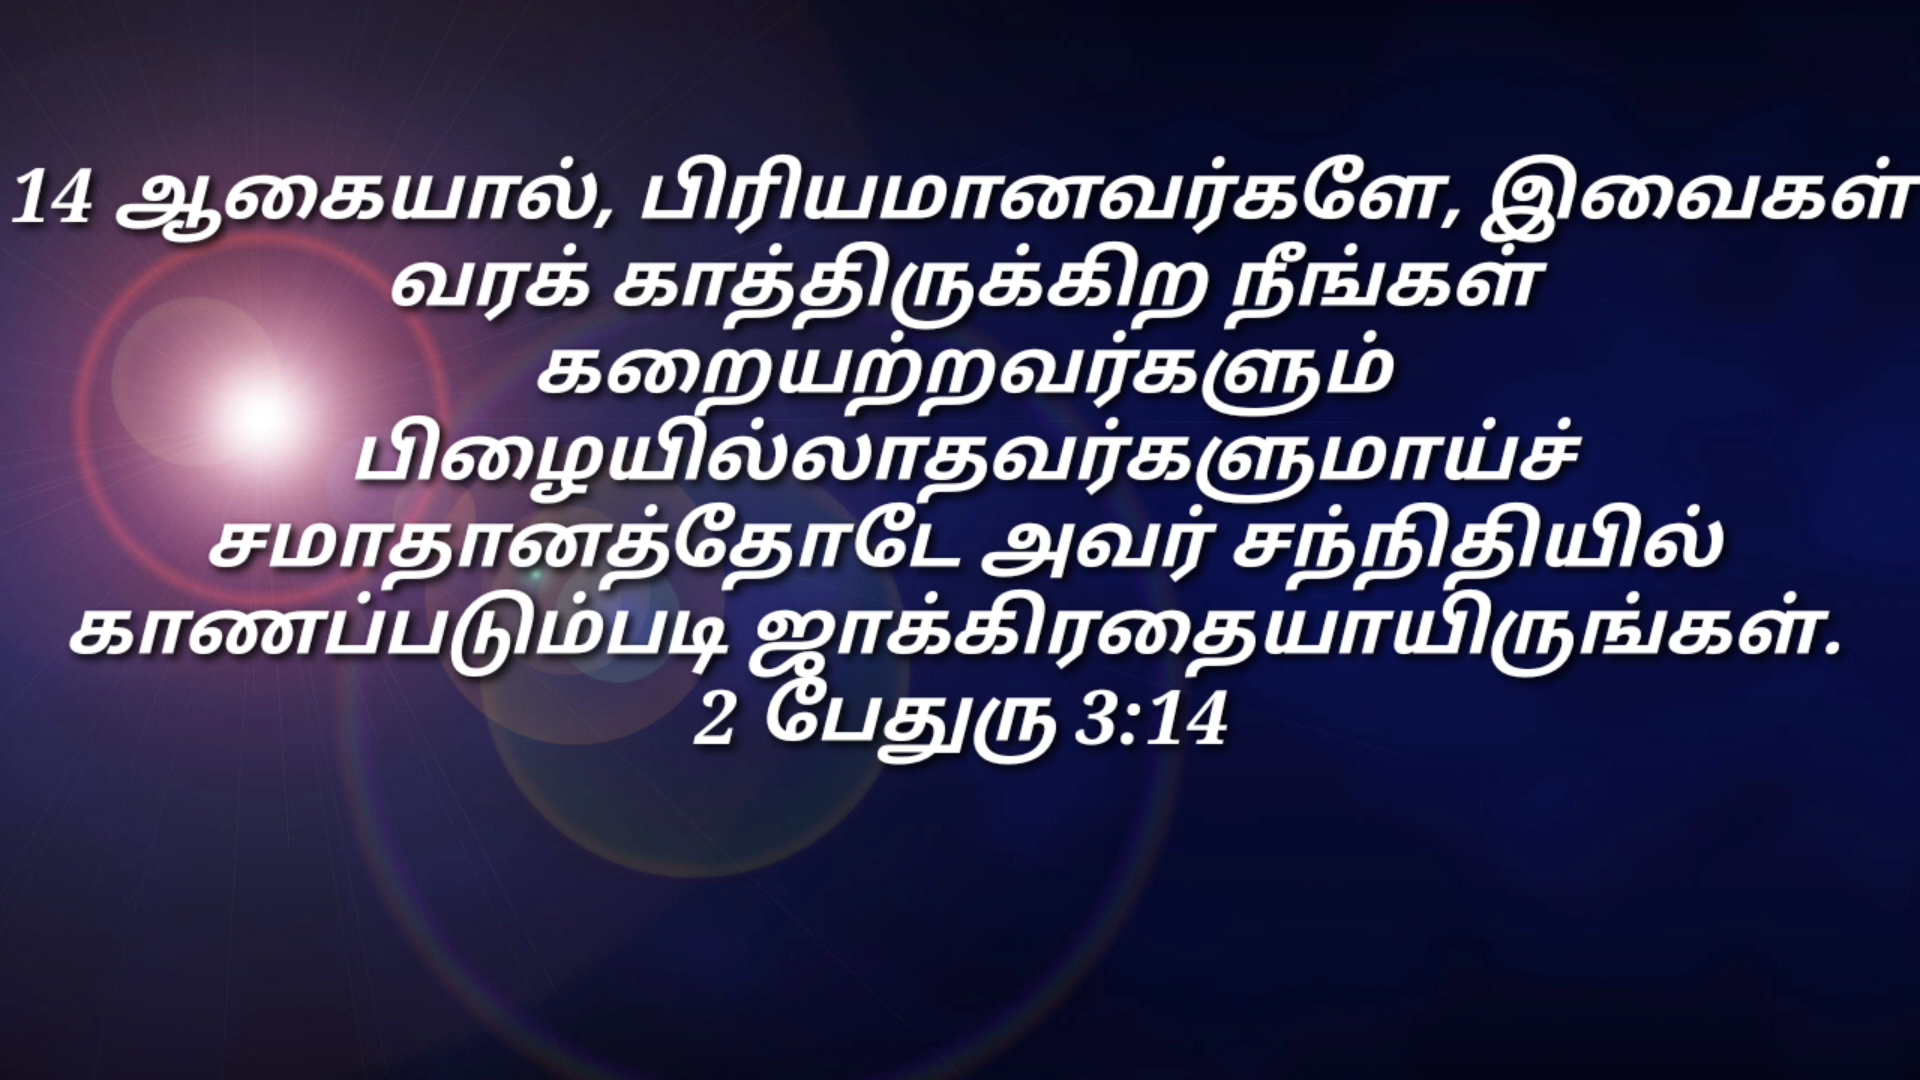 14 ஆகையால், பிரியமானவர்களே, இவைகள்
வரக் காத்திருக்கிற நீங்கள்
கறையற்றவர்களும்
பிழையில்லாதவர்களுமாய்ச்
சமாதானத்தோடே அவர் சந்நிதியில்
காணப்படும்படி ஜாக்கிரதையாயிருங்கள்.
2 பேதுரு 3:14